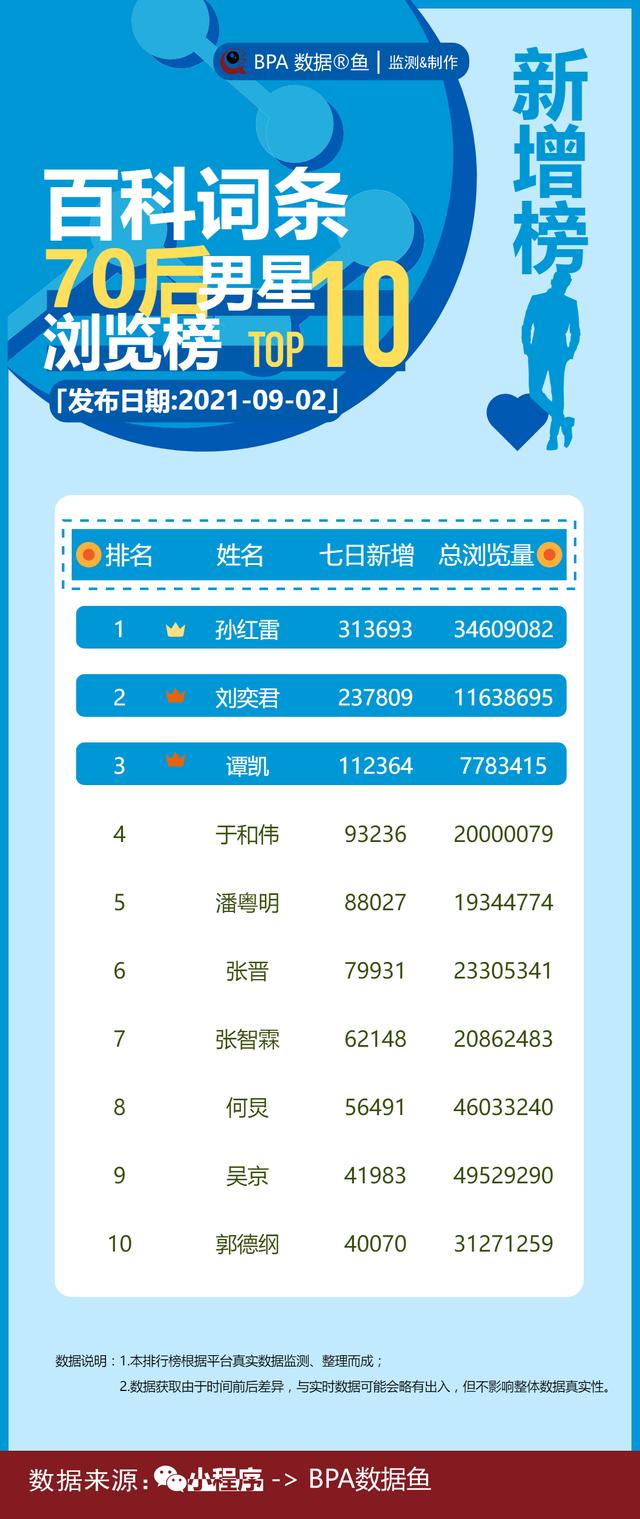 BPA 数据®鱼 | 监测&制作
新增榜
百科词条
70后男星
浏览榜 TOP10
「发布日期:2021-09-02」
排名 姓名 七日新增 总浏览量
1 孙红雷 313693 34609082
2 刘奕君 237809 11638695
3 谭凯 112364 7783415
4 于和伟 93236 20000079
5 潘粤明 88027 19344774
6 张晋 79931 23305341
7 张智霖 62148 20862483
8 何炅 56491 46033240
9 吴京 41983 49529290
10 郭德纲 40070 31271259
数据说明：1.本排行榜根据平台真实数据监测、整理而成；
2.数据获取由于时间前后差异，与实时数据可能会略有出入，但不影响整体数据真实性。
数据来源：小程序 -> BPA数据鱼